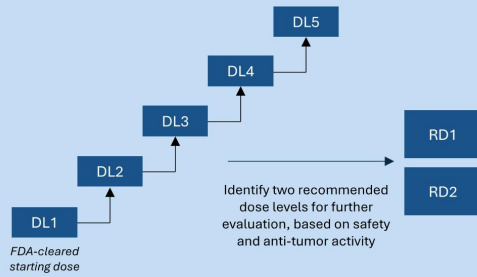 DL5
DL4
DL3
DL2
DL1
FDA-cleared
starting dose
Identify two recommended
dose levels for further
evaluation, based on safety
and anti-tumor activity
RD1
RD2